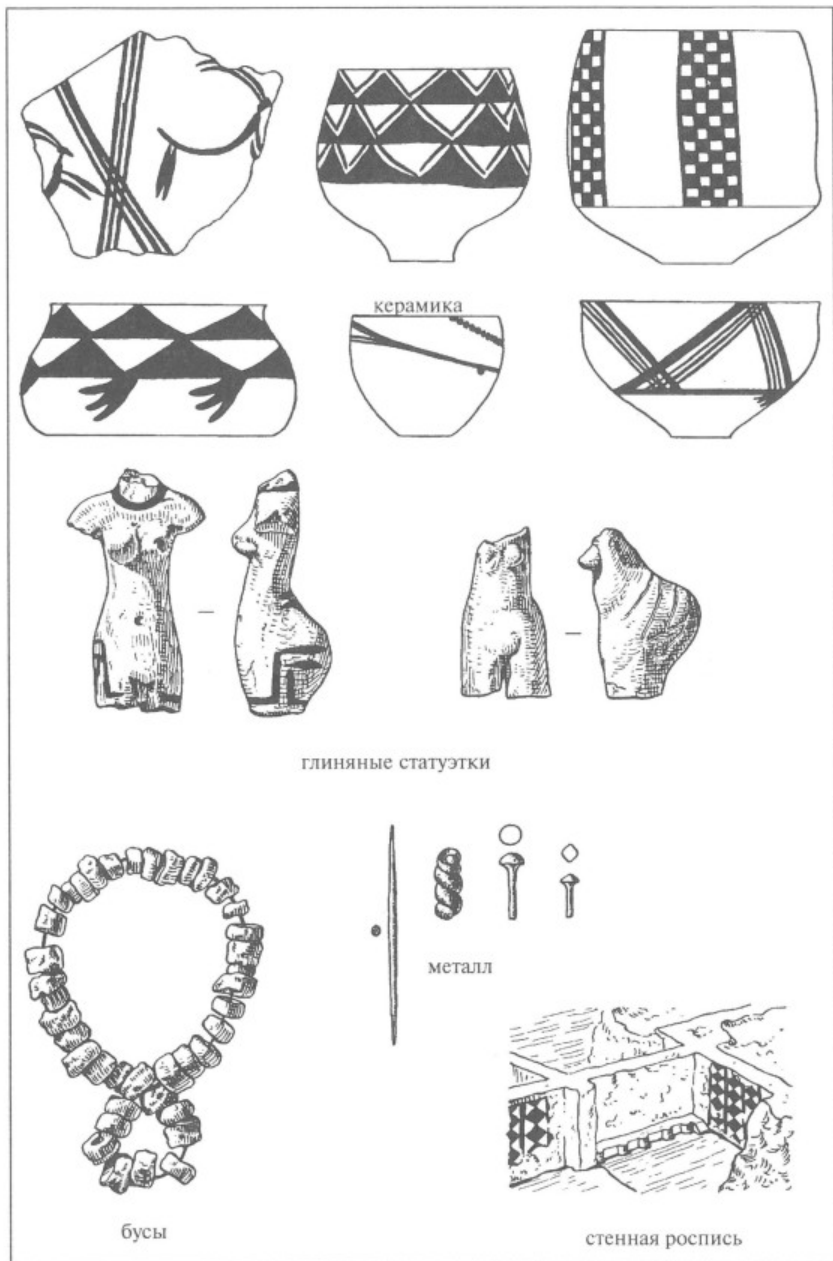 керамика
глиняные статуэтки
металл
бусы
стенная роспись